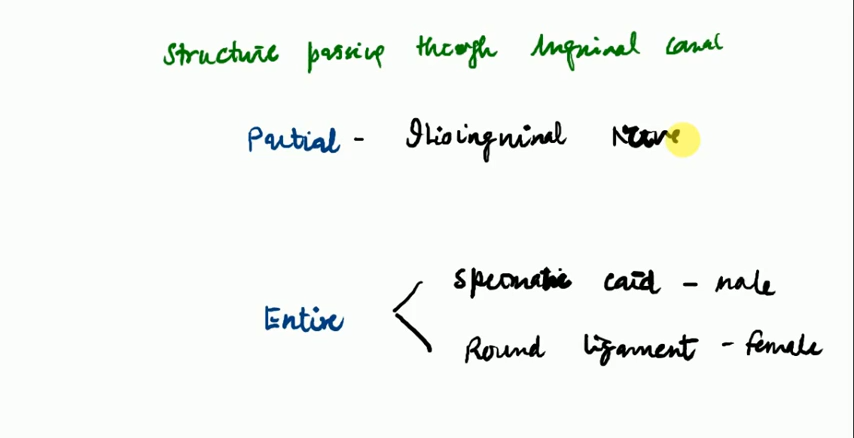 Structure passing through Inguinal canal
Partial - Ilioinguinal Nerve
Entire
Spermatic cord - male
Round ligament - female